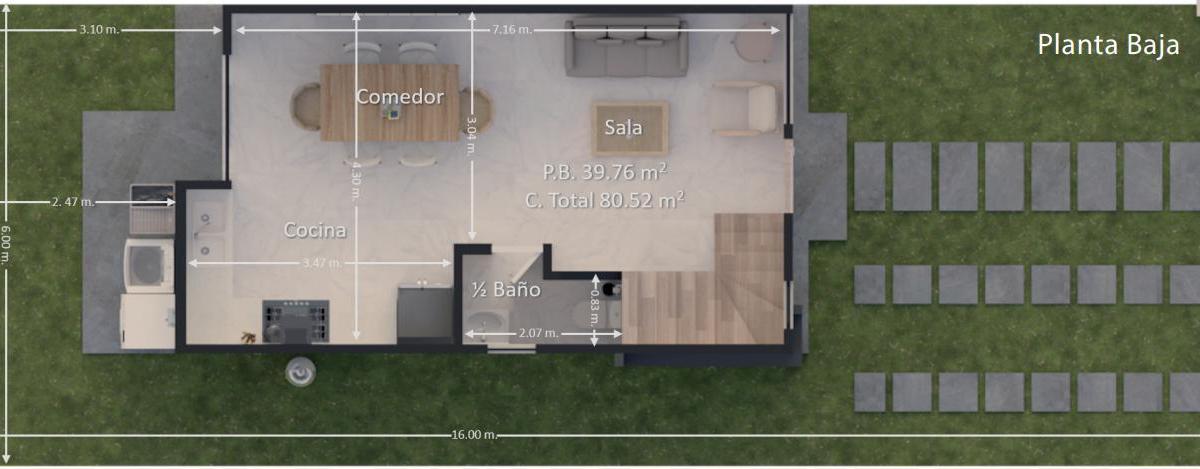 3.10 m.
7.16 m.
Planta Baja
Comedor
3.04 m.
Sala
4.30 m.
P.B. 39.76 m²
C. Total 80.52 m²
2. 47 m.
6.00 m.
Cocina
3.47 m.
½ Baño
0.83 m.
2.07 m.
16.00 m.